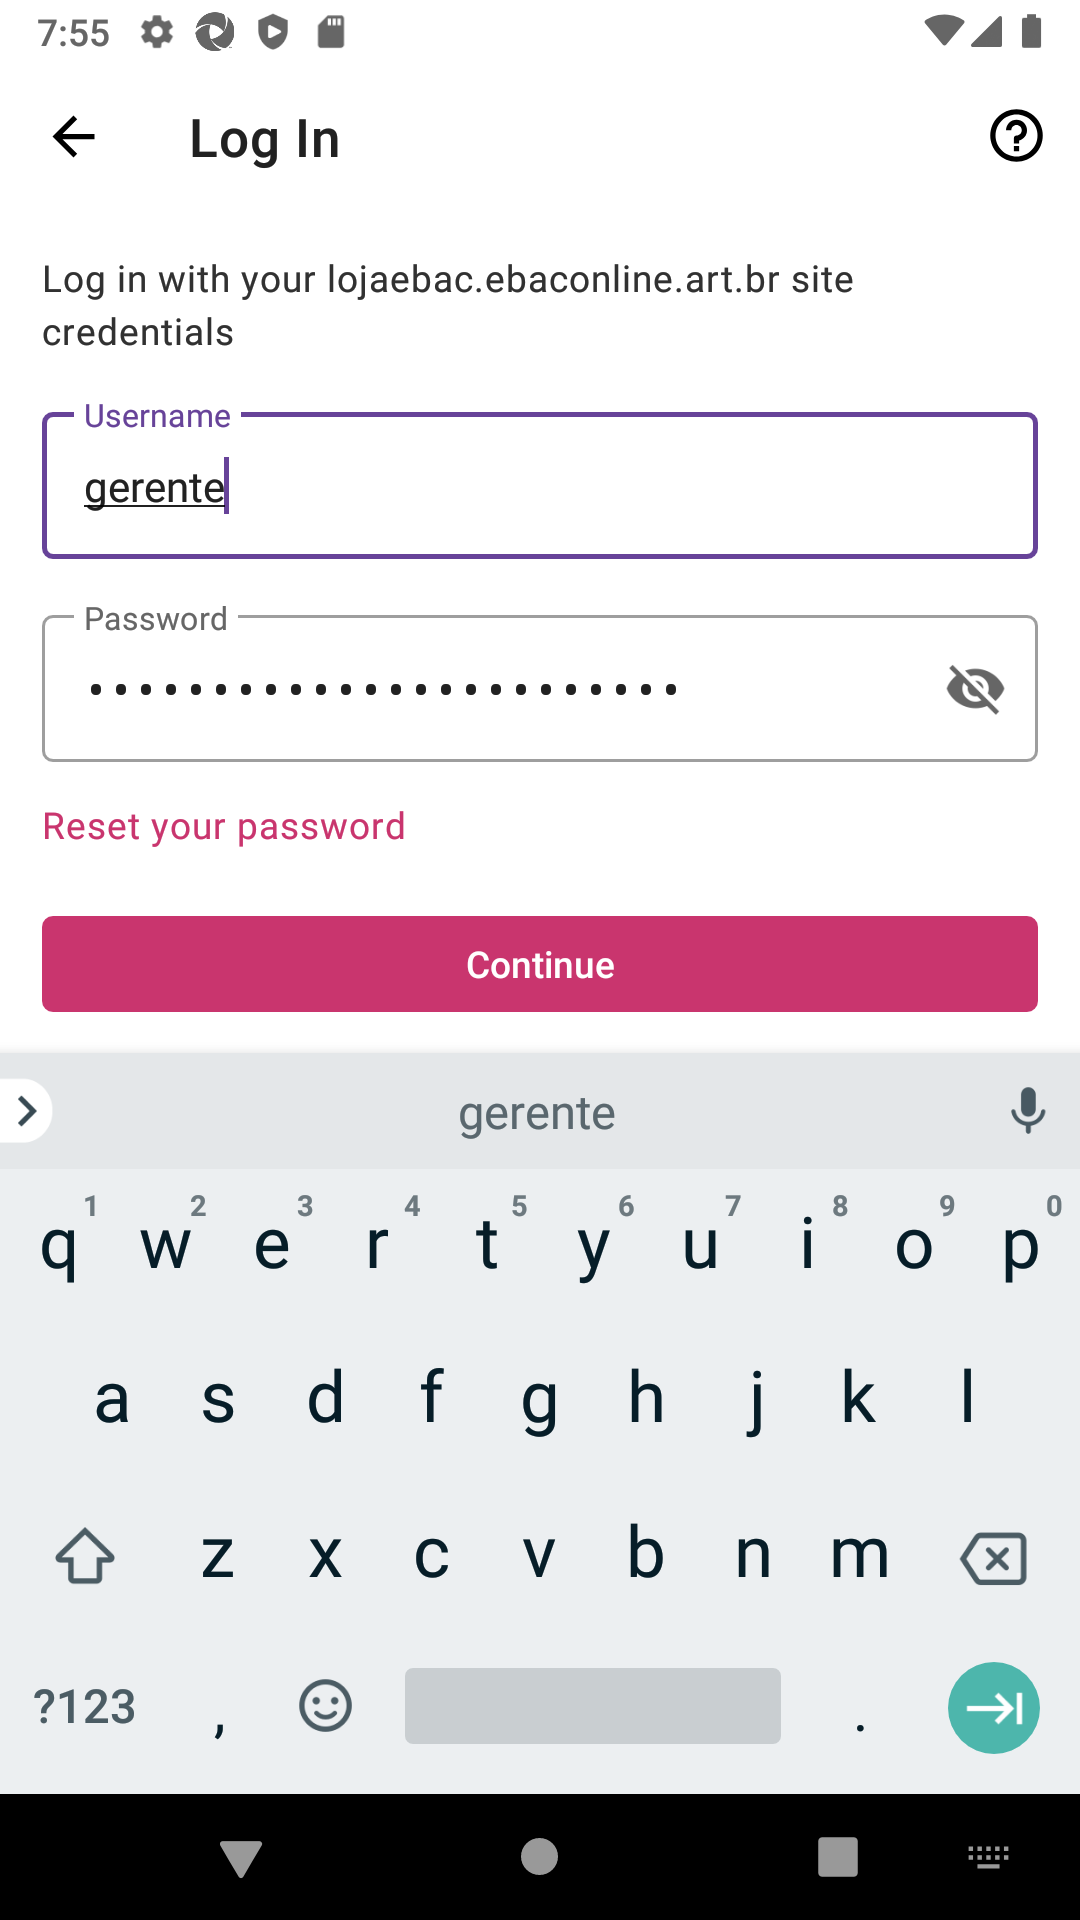 7:55
Log In
Log in with your lojaebac.ebaconline.art.br site
credentials
Username
gerente
Password
••••••••••••••••••••••••
Reset your password
Continue
gerente
1 2 3 4 5 6 7 8 9 0
q w e r t y u i o p
a s d f g h j k l
z x c v b n m
?123 , .